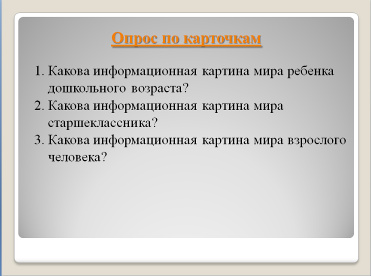 Опрос по карточкам
1. Какова информационная картина мира ребенка
дошкольного возраста?
2. Какова информационная картина мира
старшеклассника?
3. Какова информационная картина мира взрослого
человека?